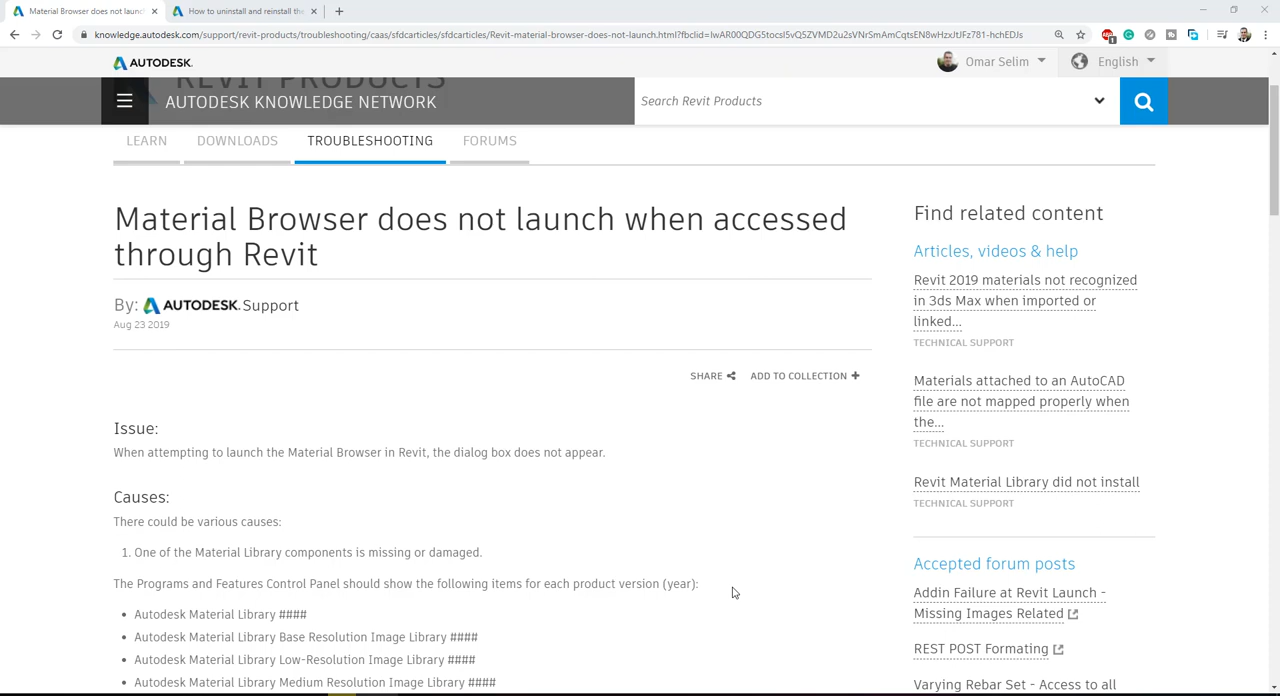 Material Browser does not launch
How to uninstall and reinstall the
knowledge.autodesk.com/support/revit-products/troubleshooting/caas/sfdcarticles/sfdcarticles/Revit-material-browser-does-not-launch.html?fbclid=IwAR00QDG5tocsI5vQ5ZVMD2u2sVNrSmAmCqtsEN8wHzxJtJFz781-hchEDJs
AUTODESK.
Omar Selim
English
REVIT PRODUCTS
AUTODESK KNOWLEDGE NETWORK
Search Revit Products
LEARN
DOWNLOADS
TROUBLESHOOTING
FORUMS
Material Browser does not launch when accessed
through Revit
By: AUTODESK. Support
Aug 23 2019
SHARE
ADD TO COLLECTION +
Issue:
When attempting to launch the Material Browser in Revit, the dialog box does not appear.
Causes:
There could be various causes:
1. One of the Material Library components is missing or damaged.
The Programs and Features Control Panel should show the following items for each product version (year):
• Autodesk Material Library ####
• Autodesk Material Library Base Resolution Image Library ####
• Autodesk Material Library Low-Resolution Image Library ####
• Autodesk Material Library Medium Resolution Image Library ####
Find related content
Articles, videos & help
Revit 2019 materials not recognized
in 3ds Max when imported or
linked...
TECHNICAL SUPPORT
Materials attached to an AutoCAD
file are not mapped properly when
the...
TECHNICAL SUPPORT
Revit Material Library did not install
TECHNICAL SUPPORT
Accepted forum posts
Addin Failure at Revit Launch -
Missing Images Related
REST POST Formating
Varying Rebar Set - Access to all